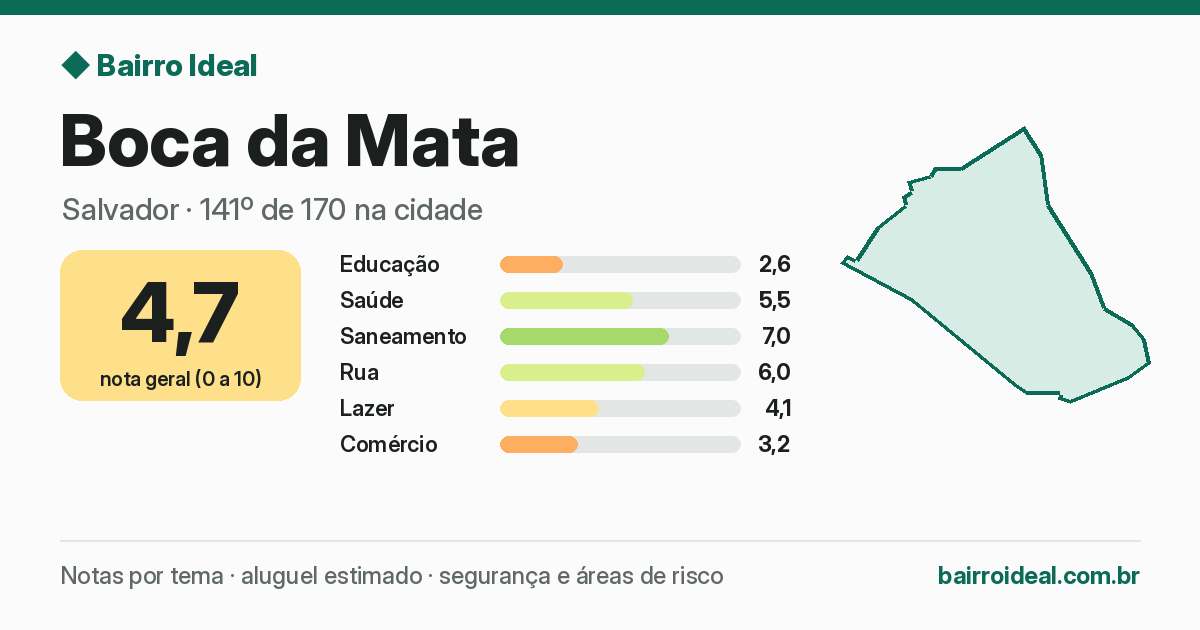 Bairro Ideal
Boca da Mata
Salvador · 141º de 170 na cidade
4,7
nota geral (0 a 10)
Educação 2,6
Saúde 5,5
Saneamento 7,0
Rua 6,0
Lazer 4,1
Comércio 3,2
Notas por tema · aluguel estimado · segurança e áreas de risco
bairroideal.com.br